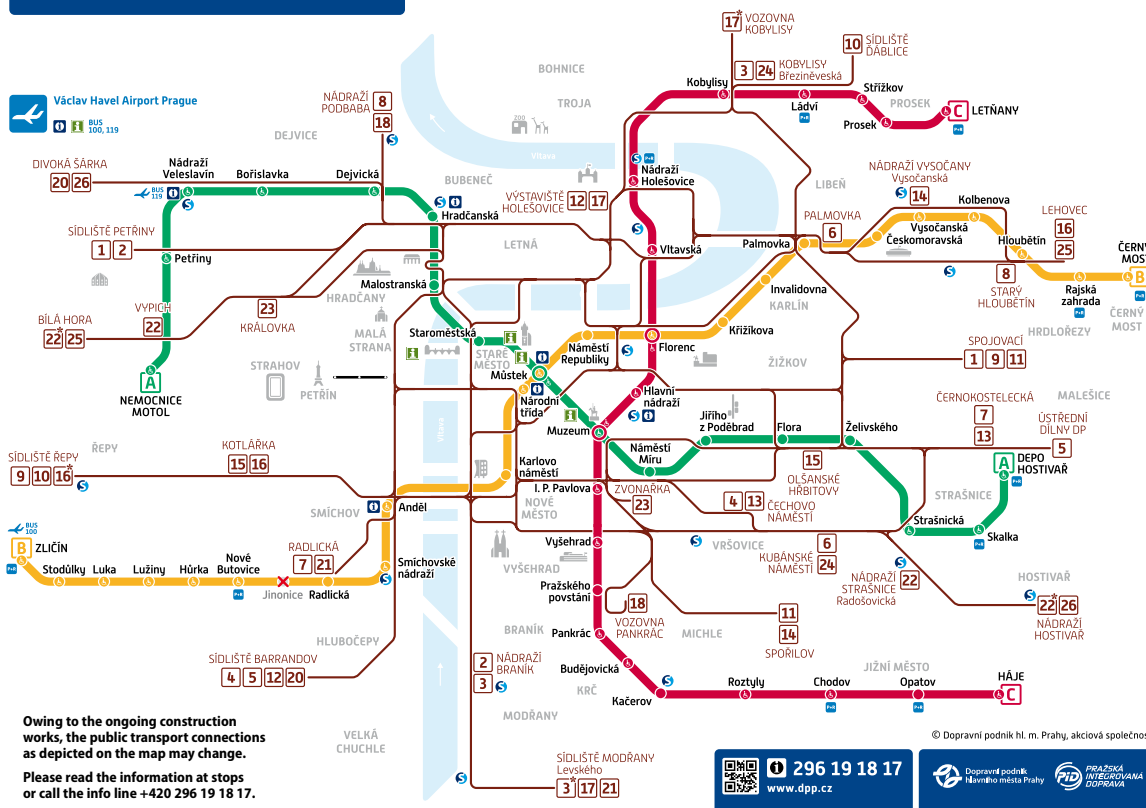 17*
VOZOVNA
KOBYLISY
10
SÍDLIŠTĚ
ĎÁBLICE
3 24
KOBYLISY
Březiněveská
BOHNICE
TROJA
ZOO
Kobylisy
Ládví
P+R
Střížkov
PROSEK
Prosek
C LETŇANY
P+R
Václav Havel Airport Prague
BUS
100, 119
NÁDRAŽÍ
PODBABA
8
18
S
DEJVICE
Vltava
DIVOKÁ ŠÁRKA
20 26
Nádraží
Veleslavín
BUS
119
S
Bořislavka
Dejvická
BUBENEČ
S
Hradčanská
VÝSTAVIŠTĚ
HOLEŠOVICE
12 17
S P+R
Nádraží
Holešovice
S
Vltavská
LIBEŇ
NÁDRAŽÍ VYSOČANY
Vysočanská
S
14
Kolbenova
PALMOVKA
6
Palmovka
Vysočanská
Českomoravská
Hloubětín
LEHOVEC
16
25
ČERNÝ
MOST
B
P+R
SÍDLIŠTĚ PETŘINY
1 2
Petřiny
LETNÁ
S
8
STARÝ
HLOUBĚTÍN
Rajská
zahrada
P+R
HRDLOŘEZY
ČERNÝ
MOST
Malostranská
HRADČANY
Invalidovna
KARLÍN
Křižíkova
VYPICH
22
23
KRÁLOVKA
BÍLÁ HORA
22* 25
MALÁ
STRANA
Staroměstská
STARÉ
MĚSTO
Náměstí
Republiky
S
Florenc
ŽIŽKOV
SPOJOVACÍ
1 9 11
STRAHOV
PETŘÍN
Můstek
Národní
třída
Hlavní
nádraží
S
A
NEMOCNICE
MOTOL
Vltava
Muzeum
Jiřího
z Poděbrad
Flora
Želivského
ČERNOKOSTELECKÁ
7
13
MALEŠICE
ÚSTŘEDNÍ
DÍLNY DP
5
ŘEPY
KOTLÁŘKA
15 16
SÍDLIŠTĚ ŘEPY
9 10 16*
S
Karlovo
náměstí
Náměstí
Míru
15
OLŠANSKÉ
HŘBITOVY
A DEPO
HOSTIVAŘ
P+R
I. P. Pavlova
ZVONAŘKA
23
4 13
ČECHOVO
NÁMĚSTÍ
STRAŠNICE
SMÍCHOV
Anděl
NOVÉ
MĚSTO
Strašnická
Skalka
P+R
BUS
100
B ZLIČÍN
P+R
Stodůlky
Luka
Lužiny
Hůrka
Nové
Butovice
P+R
Jinonice
RADLICKÁ
7 21
Radlická
Smíchovské
nádraží
S
Vyšehrad
VYŠEHRAD
S
VRŠOVICE
6
24
KUBÁNSKÉ
NÁMĚSTÍ
NÁDRAŽÍ
STRAŠNICE
Radošovická
S
22
HOSTIVAŘ
S
22* 26
NÁDRAŽÍ
HOSTIVAŘ
Pražského
povstání
18
VOZOVNA
PANKRÁC
11
14
SPOŘILOV
HLUBOČEPY
BRANÍK
Pankrác
MICHLE
SÍDLIŠTĚ BARRANDOV
4 5 12 20
2
3
NÁDRAŽÍ
BRANÍK
S
KRČ
Budějovická
Kačerov
S
Roztyly
Chodov
P+R
JIŽNÍ MĚSTO
Opatov
P+R
HÁJE
C
MODŘANY
VELKÁ
CHUCHLE
S
SÍDLIŠTĚ MODŘANY
Levského
3* 17 21
Owing to the ongoing construction
works, the public transport connections
as depicted on the map may change.
Please read the information at stops
or call the info line +420 296 19 18 17.
© Dopravní podnik hl. m. Prahy, akciová společnos
296 19 18 17
www.dpp.cz
Dopravní podnik
hlavního města Prahy
PID
PRAŽSKÁ
INTEGROVANÁ
DOPRAVA